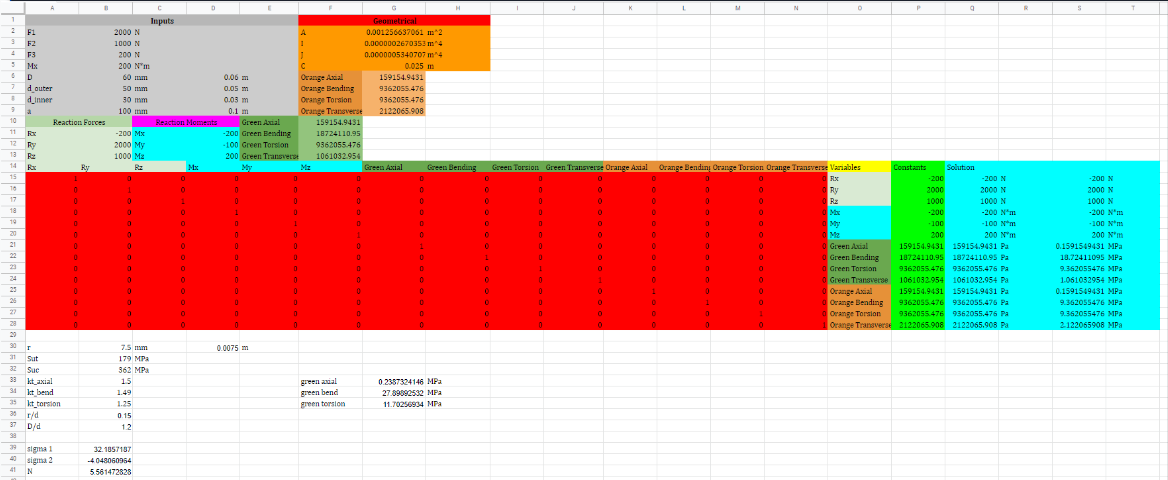 A B C D E F G H I J K L M N O P Q R S T
1 Inputs Geometrical
2 F1 2000 N A 0.001256637061 m^2
3 F2 1000 N I 0.0000002670353 m^4
4 F3 200 N J 0.0000005340707 m^4
5 Mx 200 N*m C 0.025 m
6 D 60 mm 0.06 m Orange Axial 159154.9431
7 d_outer 50 mm 0.05 m Orange Bending 9362055.476
8 d_inner 30 mm 0.03 m Orange Torsion 9362055.476
9 a 100 mm 0.1 m Orange Transverse 2122065.908
10 Reaction Forces Reaction Moments Green Axial 159154.9431
11 Rx -200 Mx -200 Green Bending 18724110.95
12 Ry 2000 My -100 Green Torsion 9362055.476
13 Rz 1000 Mz 200 Green Transverse 1061032.954
14 Rx Ry Rz Mx My Mz Green Axial Green Bending Green Torsion Green Transverse Orange Axial Orange Bending Orange Torsion Orange Transverse Variables Constants Solution
15 1 0 0 0 0 0 0 0 0 0 0 0 0 0 Rx -200 -200 N -200 N
16 0 1 0 0 0 0 0 0 0 0 0 0 0 0 Ry 2000 2000 N 2000 N
17 0 0 1 0 0 0 0 0 0 0 0 0 0 0 Rz 1000 1000 N 1000 N
18 0 0 0 1 0 0 0 0 0 0 0 0 0 0 Mx -200 -200 N*m -200 N*m
19 0 0 0 0 1 0 0 0 0 0 0 0 0 0 My -100 -100 N*m -100 N*m
20 0 0 0 0 0 1 0 0 0 0 0 0 0 0 Mz 200 200 N*m 200 N*m
21 0 0 0 0 0 0 1 0 0 0 0 0 0 0 Green Axial 159154.9431 159154.9431 Pa 0.1591549431 MPa
22 0 0 0 0 0 0 0 1 0 0 0 0 0 0 Green Bending 18724110.95 18724110.95 Pa 18.72411095 MPa
23 0 0 0 0 0 0 0 0 1 0 0 0 0 0 Green Torsion 9362055.476 9362055.476 Pa 9.362055476 MPa
24 0 0 0 0 0 0 0 0 0 1 0 0 0 0 Green Transverse 1061032.954 1061032.954 Pa 1.061032954 MPa
25 0 0 0 0 0 0 0 0 0 0 1 0 0 0 Orange Axial 159154.9431 159154.9431 Pa 0.1591549431 MPa
26 0 0 0 0 0 0 0 0 0 0 0 1 0 0 Orange Bending 9362055.476 9362055.476 Pa 9.362055476 MPa
27 0 0 0 0 0 0 0 0 0 0 0 0 1 0 Orange Torsion 9362055.476 9362055.476 Pa 9.362055476 MPa
28 0 0 0 0 0 0 0 0 0 0 0 0 0 1 Orange Transverse 2122065.908 2122065.908 Pa 2.122065908 MPa
29
30 r 7.5 mm 0.0075 m
31 Sut 179 MPa
32 Suc 362 MPa
33 kt_axial 1.5 green axial 0.2387324146 MPa
34 kt_bend 1.49 green bend 27.89892532 MPa
35 kt_torsion 1.25 green torsion 11.70256934 MPa
36 r/d 0.15
37 D/d 1.2
38
39 sigma 1 32.1857187
40 sigma 2 -4.048060964
41 N 5.561472828